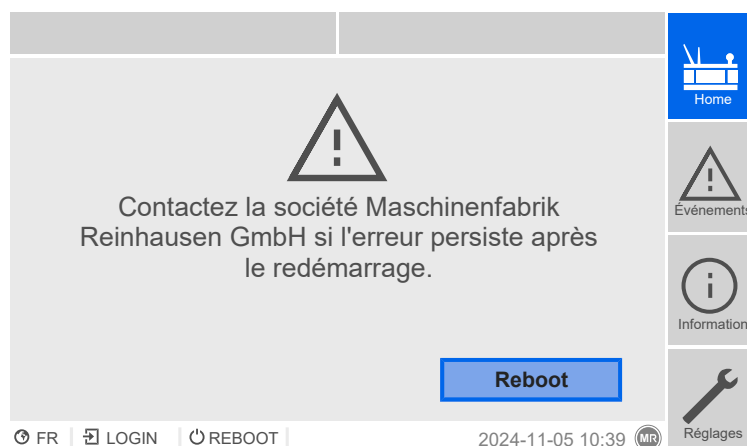 Home
Contactez la société Maschinenfabrik
Reinhausen GmbH si l'erreur persiste après
le redémarrage.
Événements
Information
Reboot
Réglages
FR LOGIN REBOOT 2024-11-05 10:39 MR